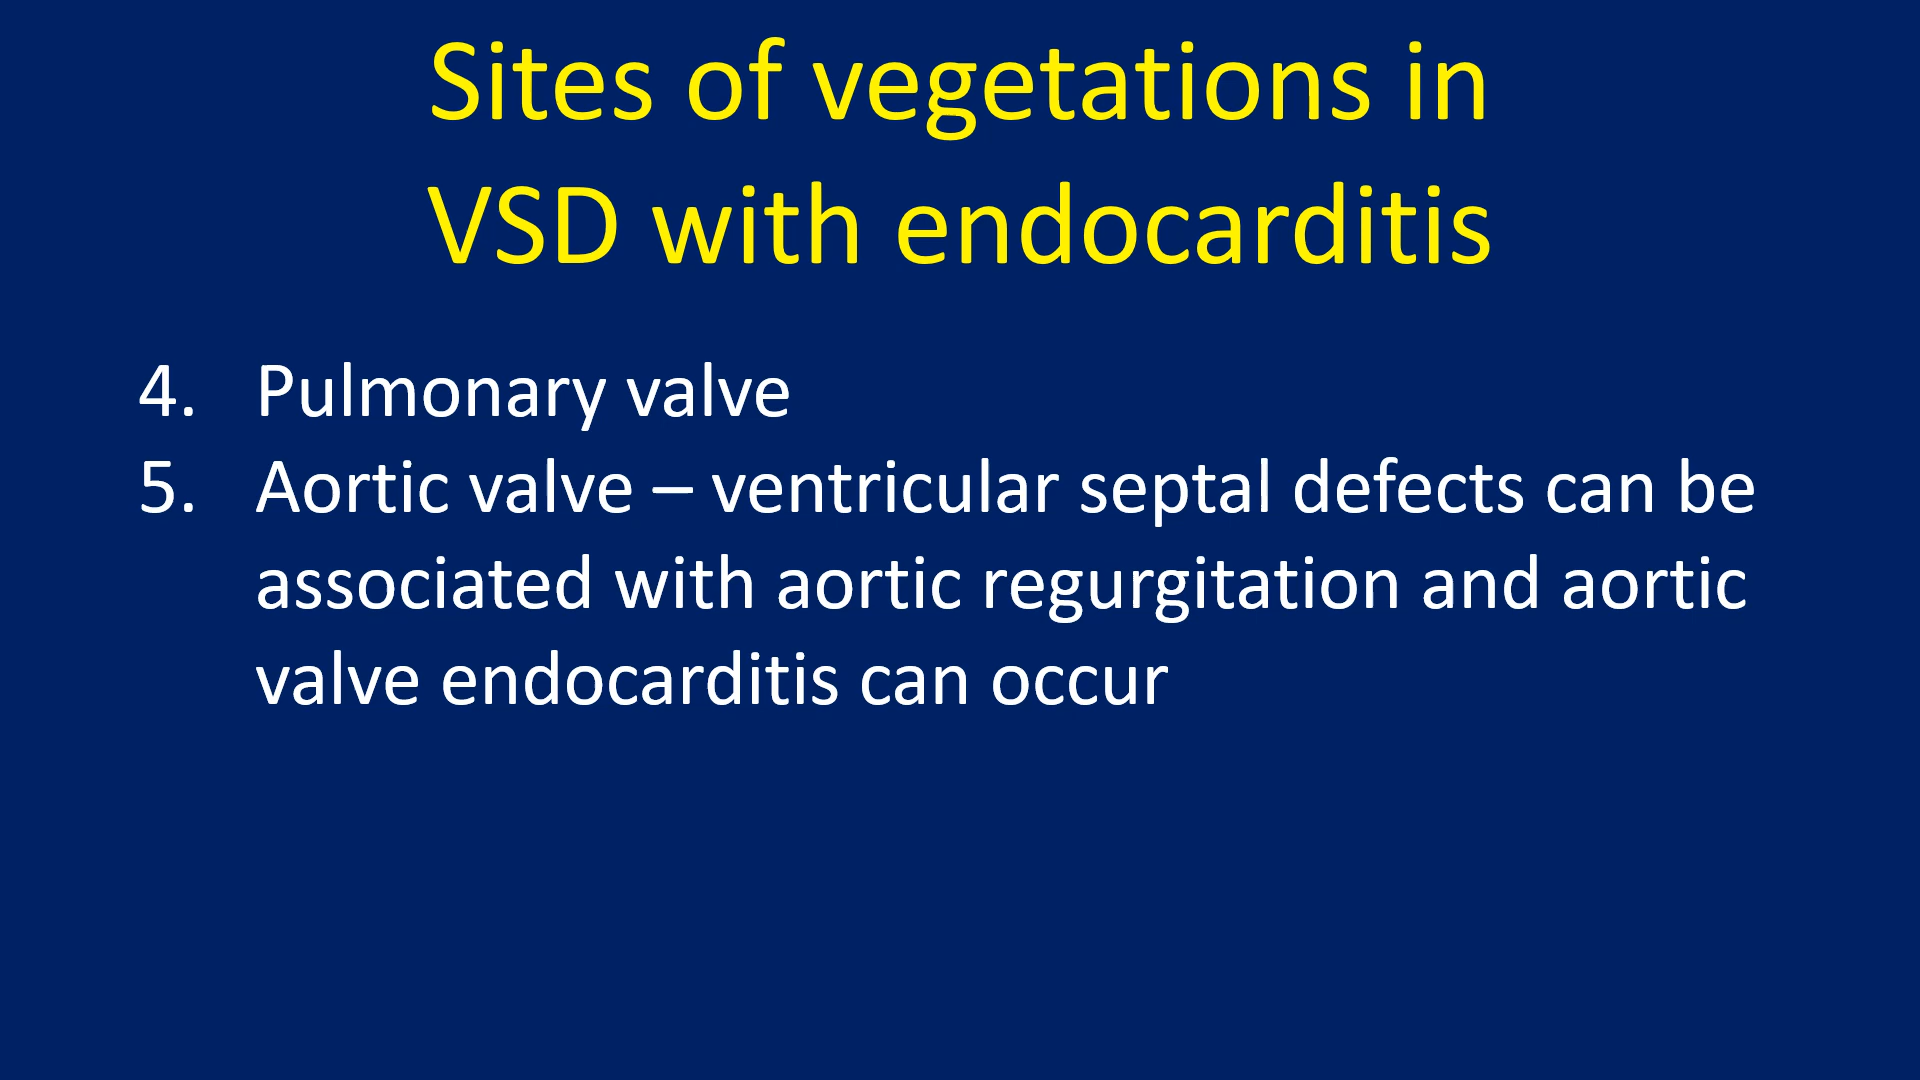 Sites of vegetations in
VSD with endocarditis
4. Pulmonary valve
5. Aortic valve – ventricular septal defects can be
associated with aortic regurgitation and aortic
valve endocarditis can occur